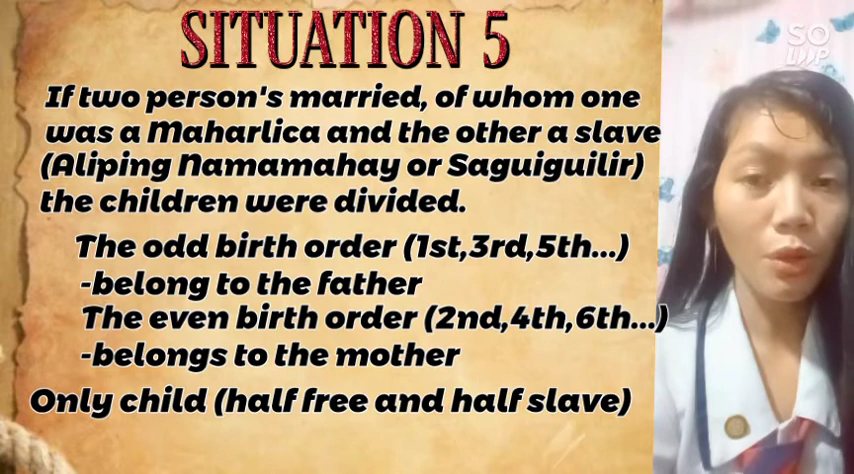 SITUATION 5
If two person's married, of whom one
was a Maharlica and the other a slave
(Aliping Namamahay or Saguiguilir)
the children were divided.
The odd birth order (1st,3rd,5th...)
-belong to the father
The even birth order (2nd,4th,6th...)
-belongs to the mother
Only child (half free and half slave)
SO
LOOP